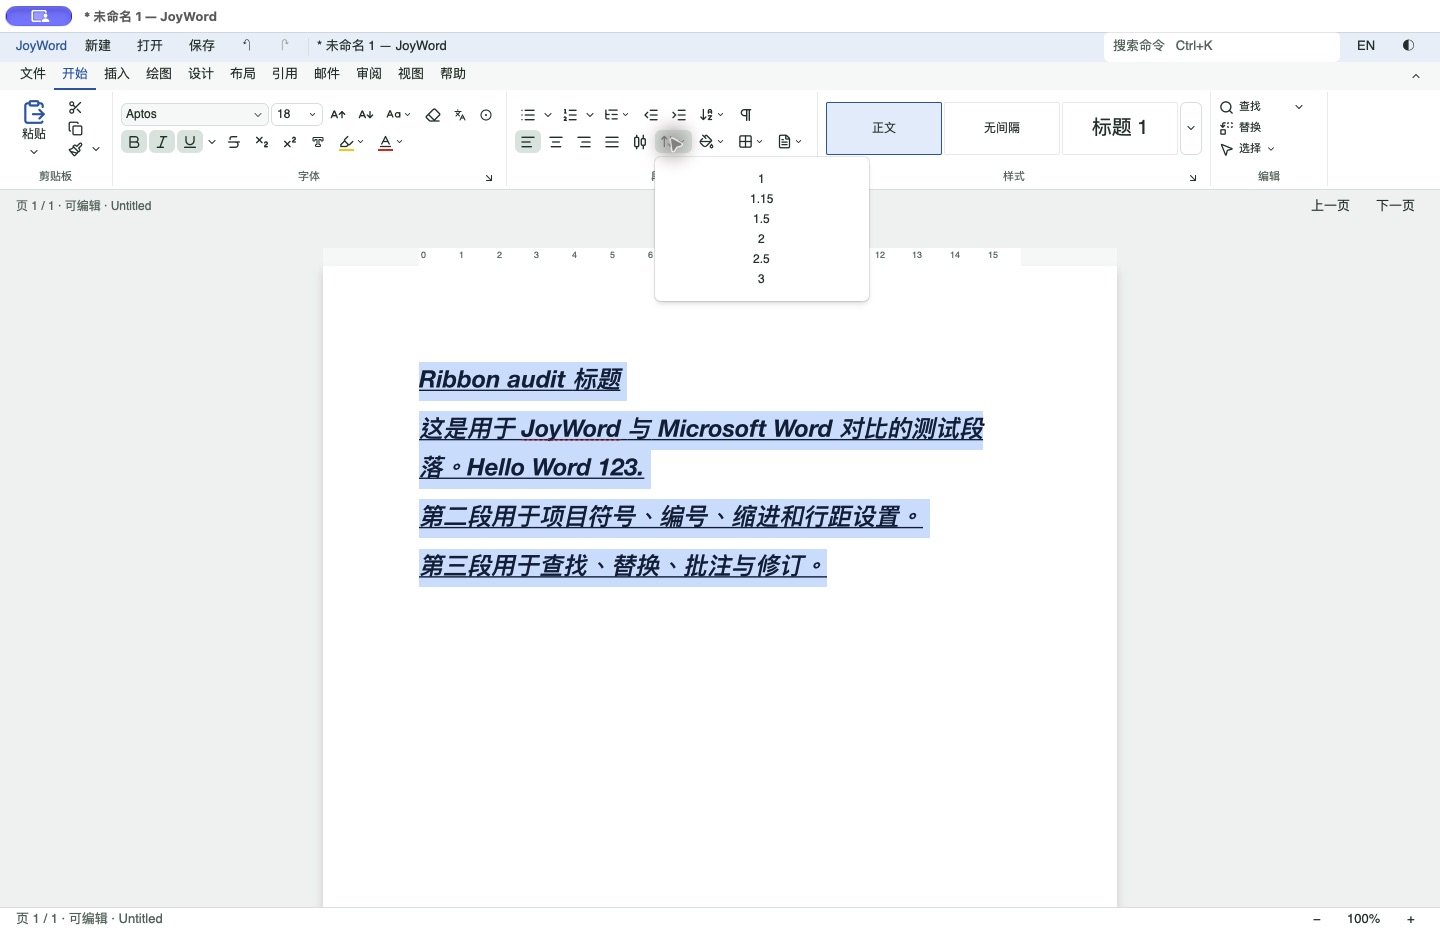 * 未命名 1 — JoyWord
JoyWord 新建 打开 保存 * 未命名 1 — JoyWord 搜索命令 Ctrl+K EN
文件 开始 插入 绘图 设计 布局 引用 邮件 审阅 视图 帮助
粘贴
剪贴板
Aptos 18
Aa
B I U S X₂ X² A
字体
正文 无间隔 标题 1
样式
查找
替换
选择
编辑
1
1.15
1.5
2
2.5
3
页 1 / 1 · 可编辑 · Untitled 上一页 下一页
0 1 2 3 4 5 6 12 13 14 15
Ribbon audit 标题
这是用于 JoyWord 与 Microsoft Word 对比的测试段
落。Hello Word 123.
第二段用于项目符号、编号、缩进和行距设置。
第三段用于查找、替换、批注与修订。
页 1 / 1 · 可编辑 · Untitled − 100% +